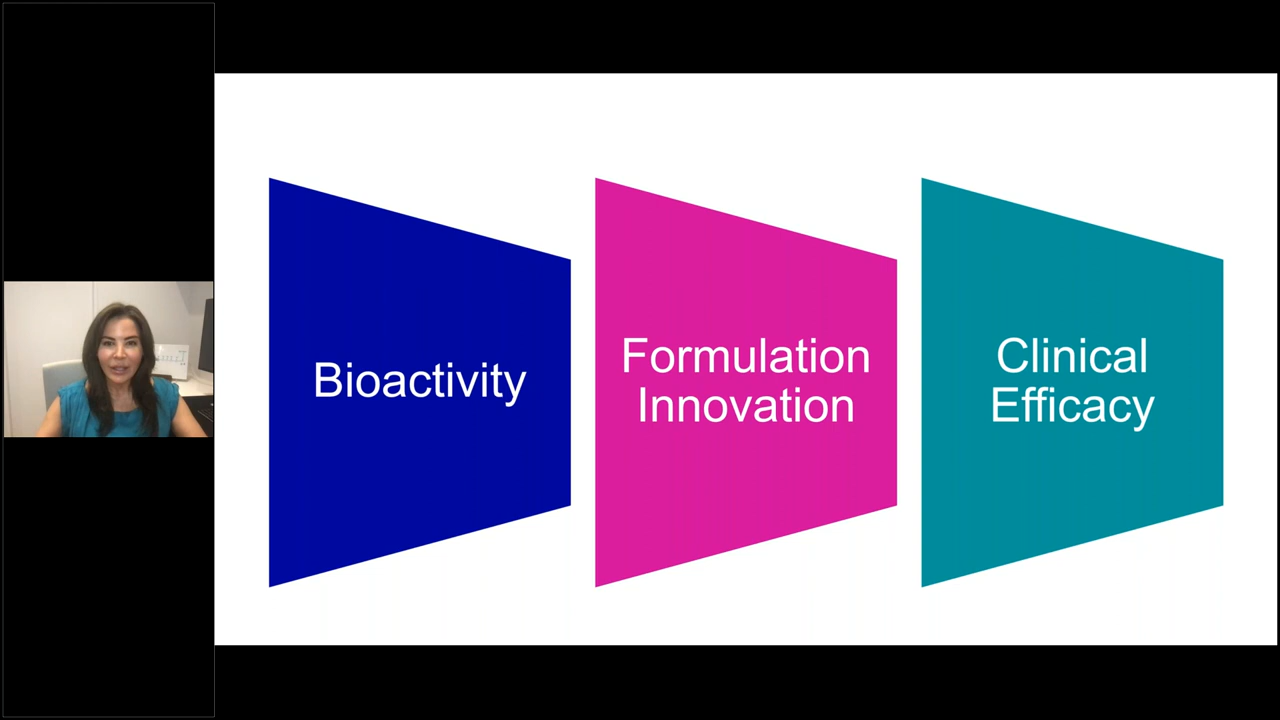 Bioactivity
Formulation
Innovation
Clinical
Efficacy